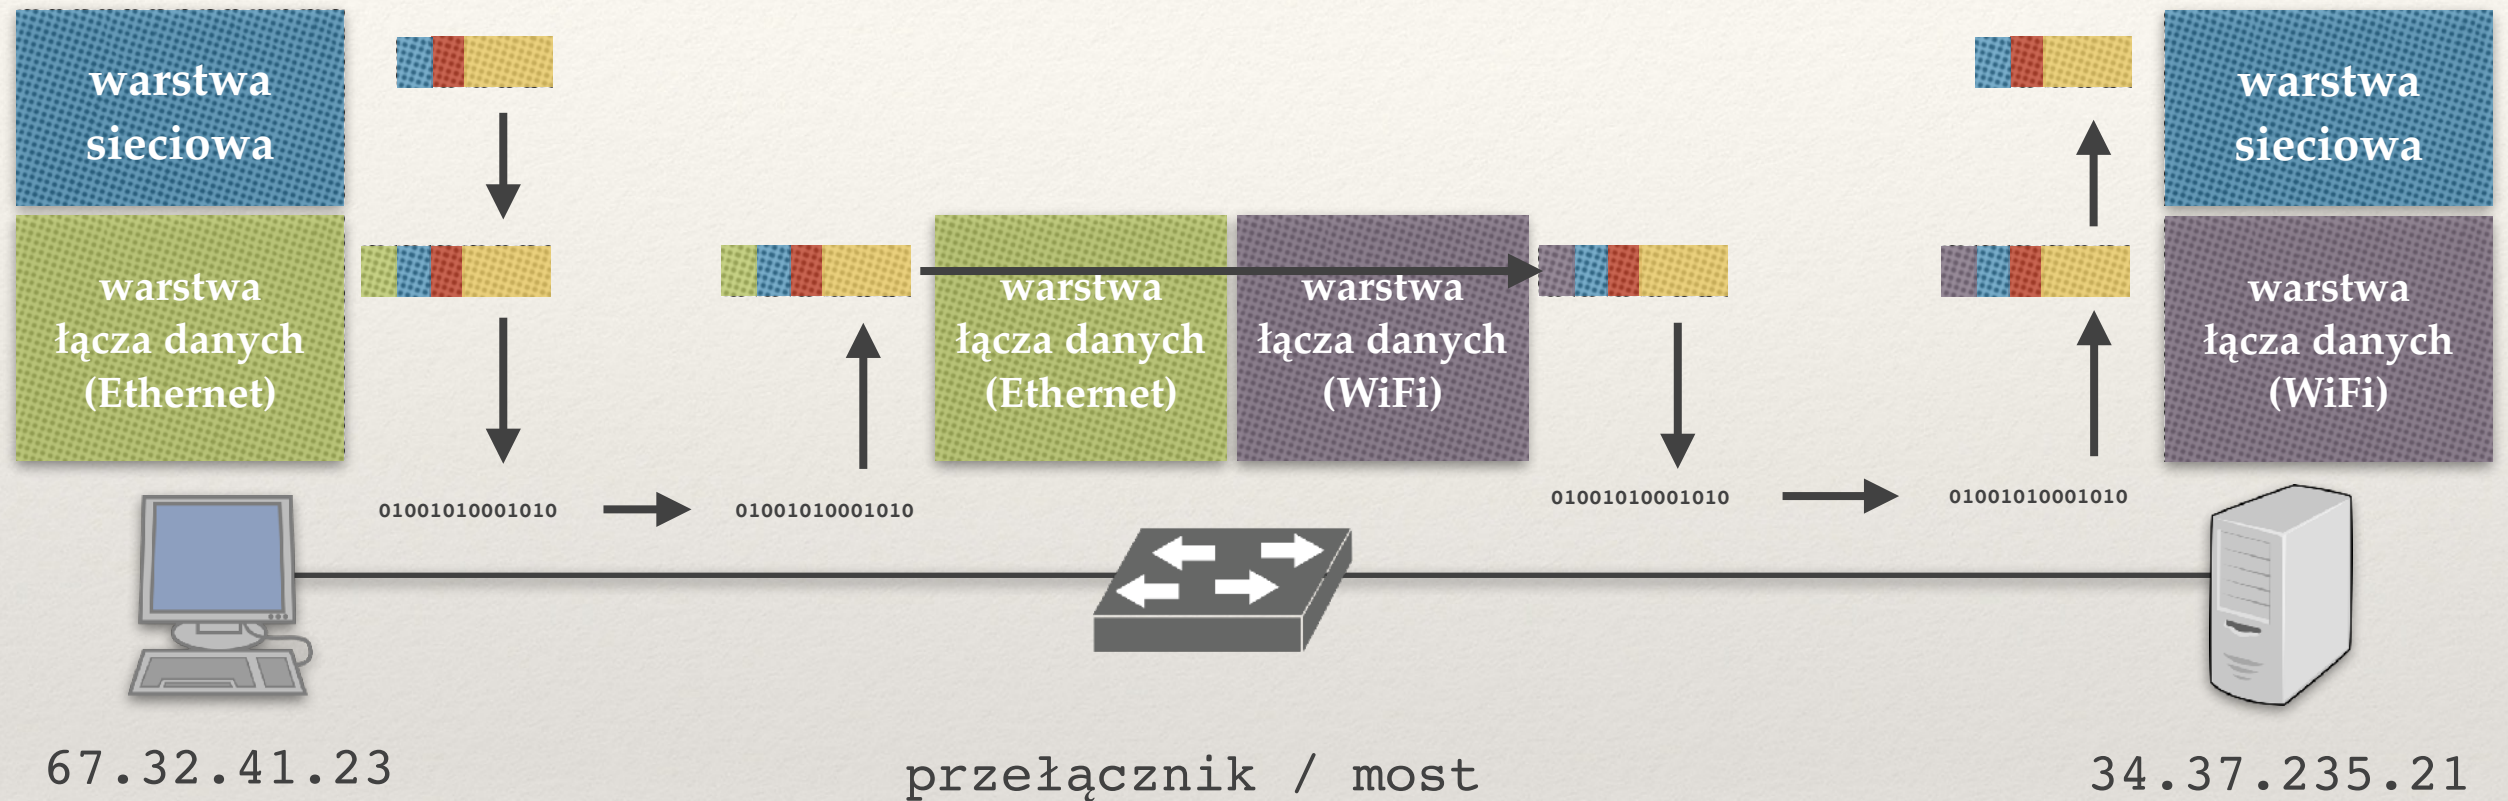 warstwa
sieciowa
warstwa
łącza danych
(Ethernet)
warstwa
łącza danych
(Ethernet)
warstwa
łącza danych
(WiFi)
warstwa
sieciowa
warstwa
łącza danych
(WiFi)
01001010001010
01001010001010
01001010001010
01001010001010
67.32.41.23
przełącznik / most
34.37.235.21